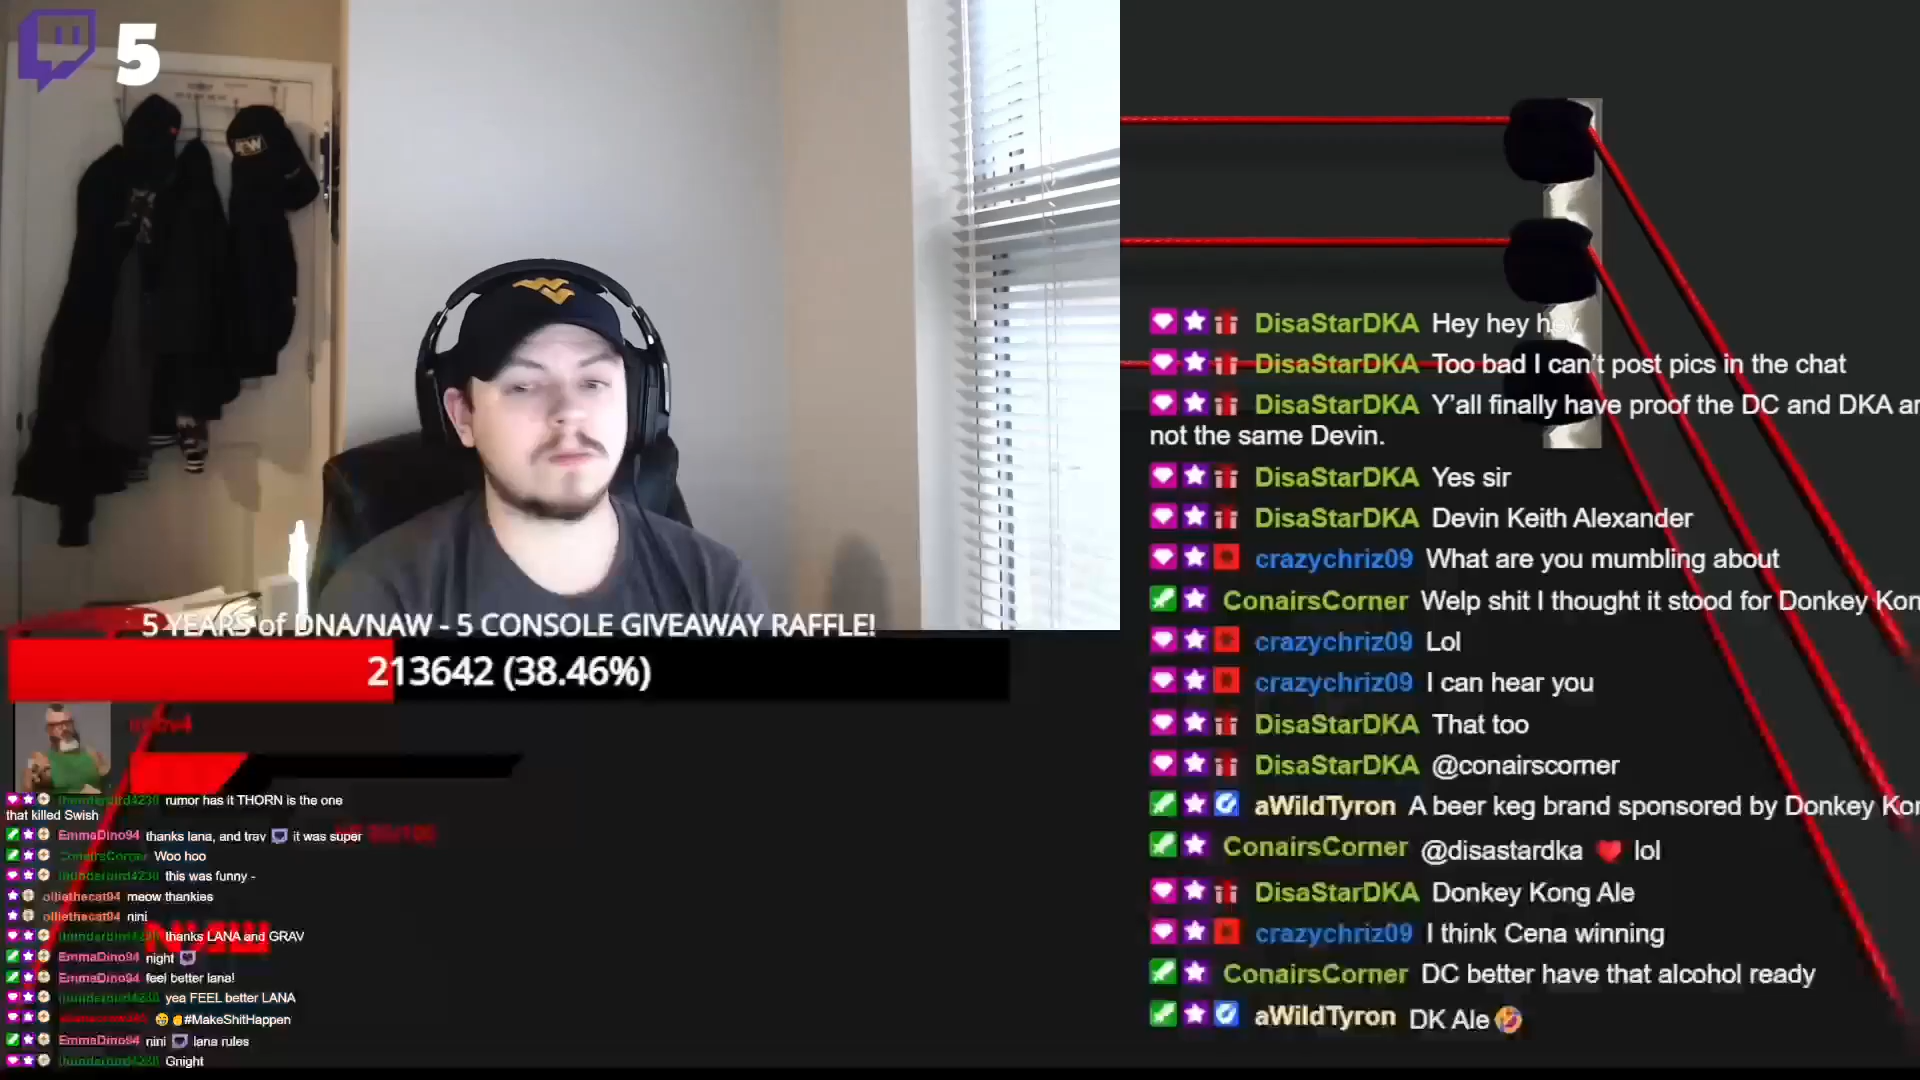 5
AEW
5 YEARS of DNA/NAW - 5 CONSOLE GIVEAWAY RAFFLE!
213642 (38.46%)
rumor has it THORN is the one
that killed Swish
EmmaDino94 thanks lana, and trav it was super
ConairsCorner Woo hoo
this was funny -
olliethecat94 meow thankies
olliethecat94 nini
thanks LANA and GRAV
EmmaDino94 night
EmmaDino94 feel better lana!
yea FEEL better LANA
#MakeShitHappen
EmmaDino94 nini lana rules
Gnight
DisaStarDKA Hey hey hey
DisaStarDKA Too bad I can't post pics in the chat
DisaStarDKA Y'all finally have proof the DC and DKA ar
not the same Devin.
DisaStarDKA Yes sir
DisaStarDKA Devin Keith Alexander
crazychriz09 What are you mumbling about
ConairsCorner Welp shit I thought it stood for Donkey Kon
crazychriz09 Lol
crazychriz09 I can hear you
DisaStarDKA That too
DisaStarDKA @conairscorner
aWildTyron A beer keg brand sponsored by Donkey Kon
ConairsCorner @disastardka ❤️ lol
DisaStarDKA Donkey Kong Ale
crazychriz09 I think Cena winning
ConairsCorner DC better have that alcohol ready
aWildTyron DK Ale 🤣